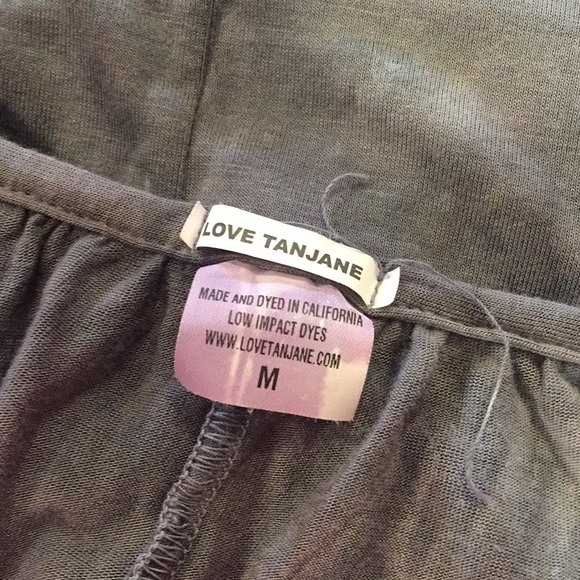 LOVE TANJANE
MADE AND DYED IN CALIFORNIA
LOW IMPACT DYES
WWW.LOVETANJANE.COM
M